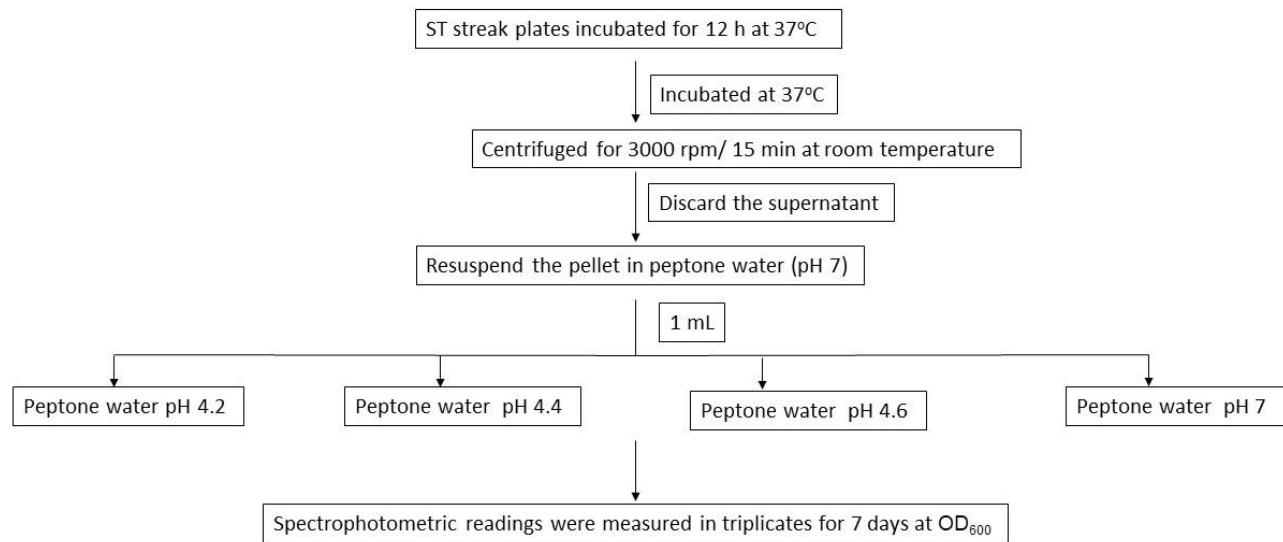 ST streak plates incubated for 12 h at 37°C
Incubated at 37°C
Centrifuged for 3000 rpm/ 15 min at room temperature
Discard the supernatant
Resuspend the pellet in peptone water (pH 7)
1 mL
Peptone water pH 4.2
Peptone water pH 4.4
Peptone water pH 4.6
Peptone water pH 7
Spectrophotometric readings were measured in triplicates for 7 days at OD₆₀₀